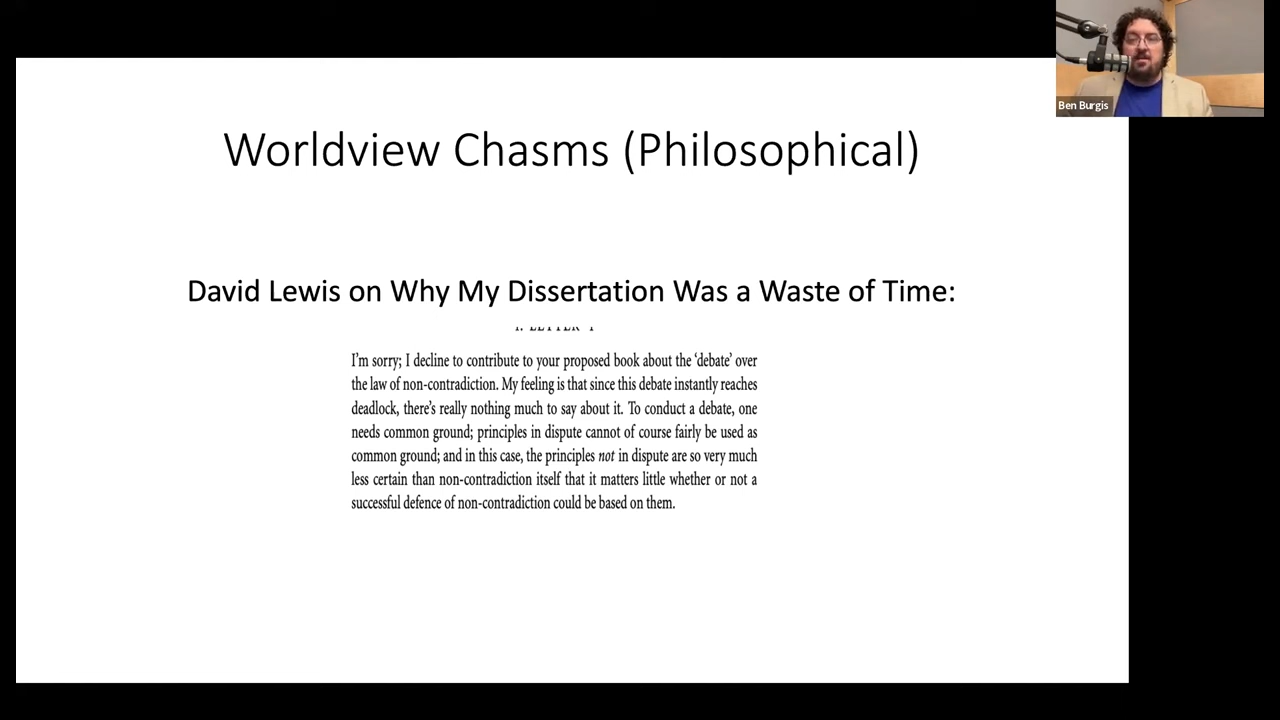 Ben Burgis
Worldview Chasms (Philosophical)
David Lewis on Why My Dissertation Was a Waste of Time:
I'm sorry; I decline to contribute to your proposed book about the ‘debate’ over
the law of non-contradiction. My feeling is that since this debate instantly reaches
deadlock, there's really nothing much to say about it. To conduct a debate, one
needs common ground; principles in dispute cannot of course fairly be used as
common ground; and in this case, the principles not in dispute are so very much
less certain than non-contradiction itself that it matters little whether or not a
successful defence of non-contradiction could be based on them.